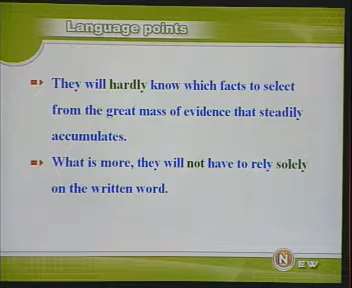 Language points
They will hardly know which facts to select
from the great mass of evidence that steadily
accumulates.
What is more, they will not have to rely solely
on the written word.
NEW